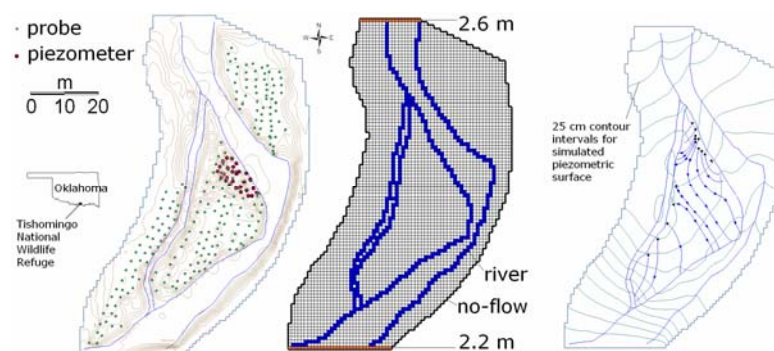 probe
piezometer
m
0 10 20
N
W E
S
Oklahoma
Tishomingo
National
Wildlife
Refuge
2.6 m
river
no-flow
2.2 m
25 cm contour
intervals for
simulated
piezometric
surface